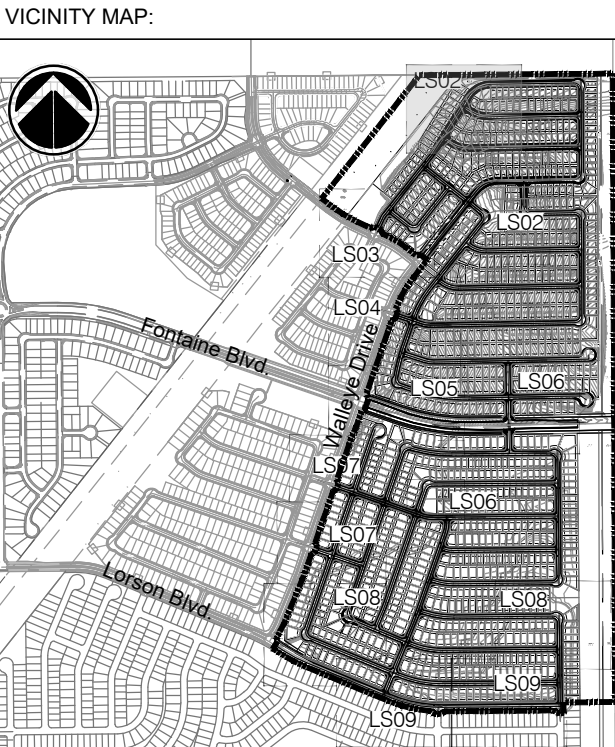 VICINITY MAP:
LS02
LS02
LS03
LS04
Fontaine Blvd.
Walleye Drive
LS05
LS06
LS07
LS06
LS07
LS08
LS08
Lorson Blvd.
LS09
LS09